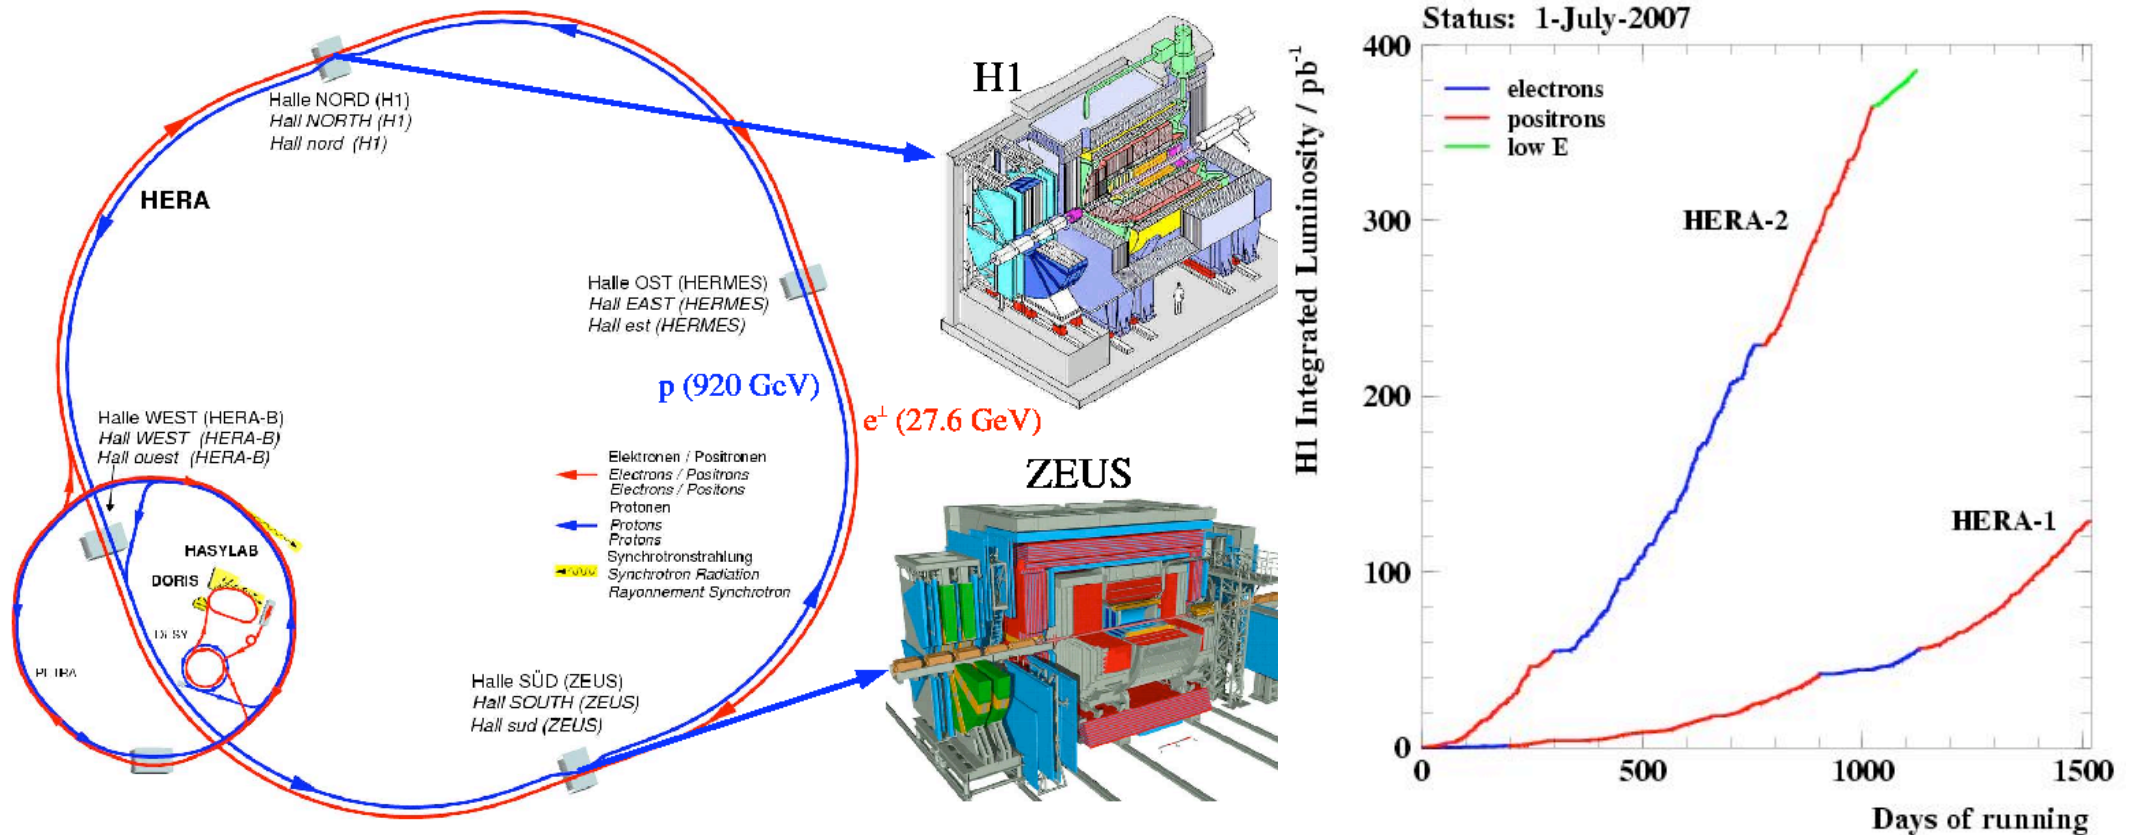 Halle NORD (H1)
Hall NORTH (H1)
Hall nord (H1)
HERA
Halle OST (HERMES)
Hall EAST (HERMES)
Hall est (HERMES)
p (920 GeV)
e± (27.6 GeV)
Halle WEST (HERA-B)
Hall WEST (HERA-B)
Hall ouest (HERA-B)
Elektronen / Positronen
Electrons / Positrons
Electrons / Positons
Protonen
Protons
Protons
Synchrotronstrahlung
Synchrotron Radiation
Rayonnement Synchrotron
HASYLAB
DORIS
DESY
PETRA
Halle SÜD (ZEUS)
Hall SOUTH (ZEUS)
Hall sud (ZEUS)
H1
ZEUS
Status: 1-July-2007
H1 Integrated Luminosity / pb-1
400
300
200
100
0
electrons
positrons
low E
HERA-2
HERA-1
0
500
1000
1500
Days of running